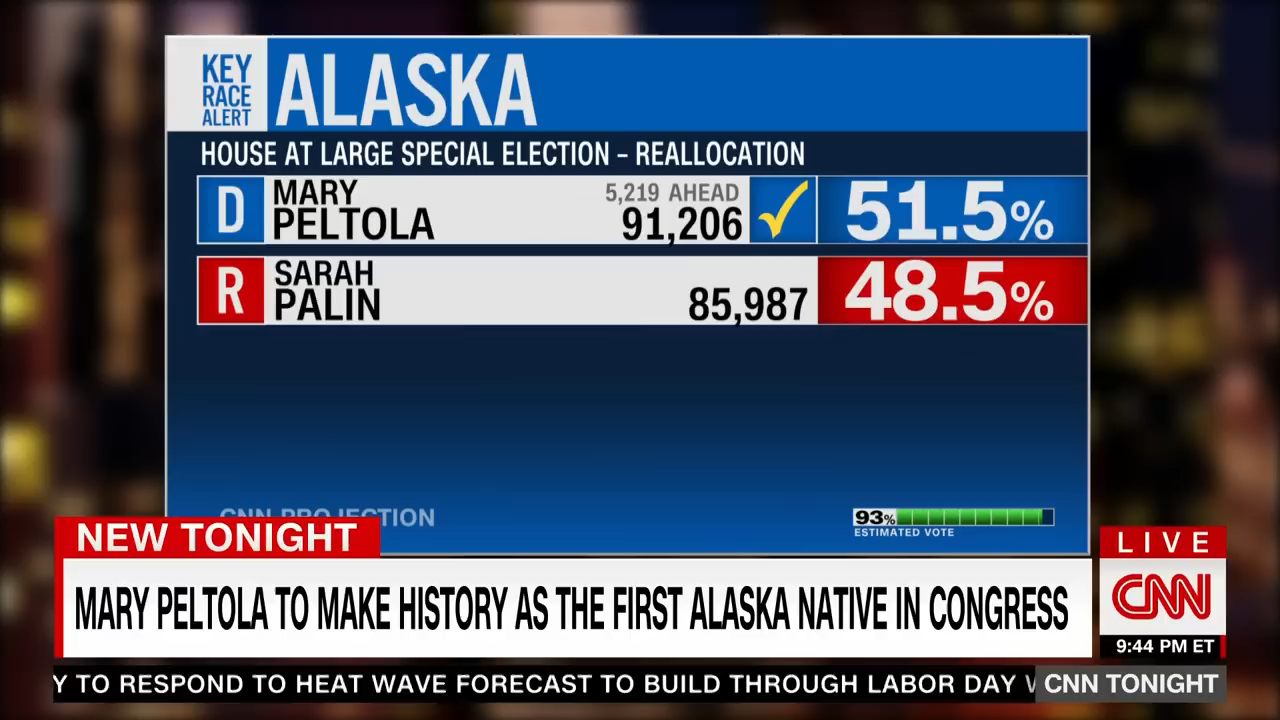 KEY
RACE
ALERT
ALASKA
HOUSE AT LARGE SPECIAL ELECTION – REALLOCATION
D
MARY
PELTOLA
5,219 AHEAD
91,206
51.5%
R
SARAH
PALIN
85,987
48.5%
CNN PROJECTION
93%
ESTIMATED VOTE
NEW TONIGHT
MARY PELTOLA TO MAKE HISTORY AS THE FIRST ALASKA NATIVE IN CONGRESS
LIVE
CNN
9:44 PM ET
Y TO RESPOND TO HEAT WAVE FORECAST TO BUILD THROUGH LABOR DAY
CNN TONIGHT